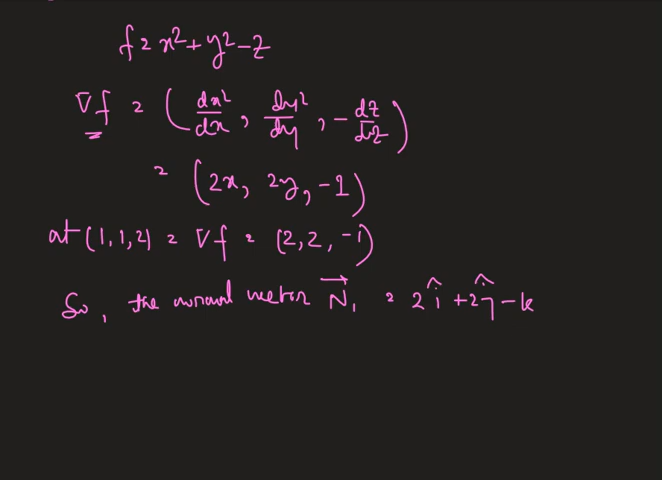 f = x² + y² - z
∇f = (dx²/dx, dy²/dy, -dz/dz)
= (2x, 2y, -1)
at (1,1,2) = ∇f = (2,2,-1)
So, the normal vector N⃗₁ = 2î + 2ĵ - k